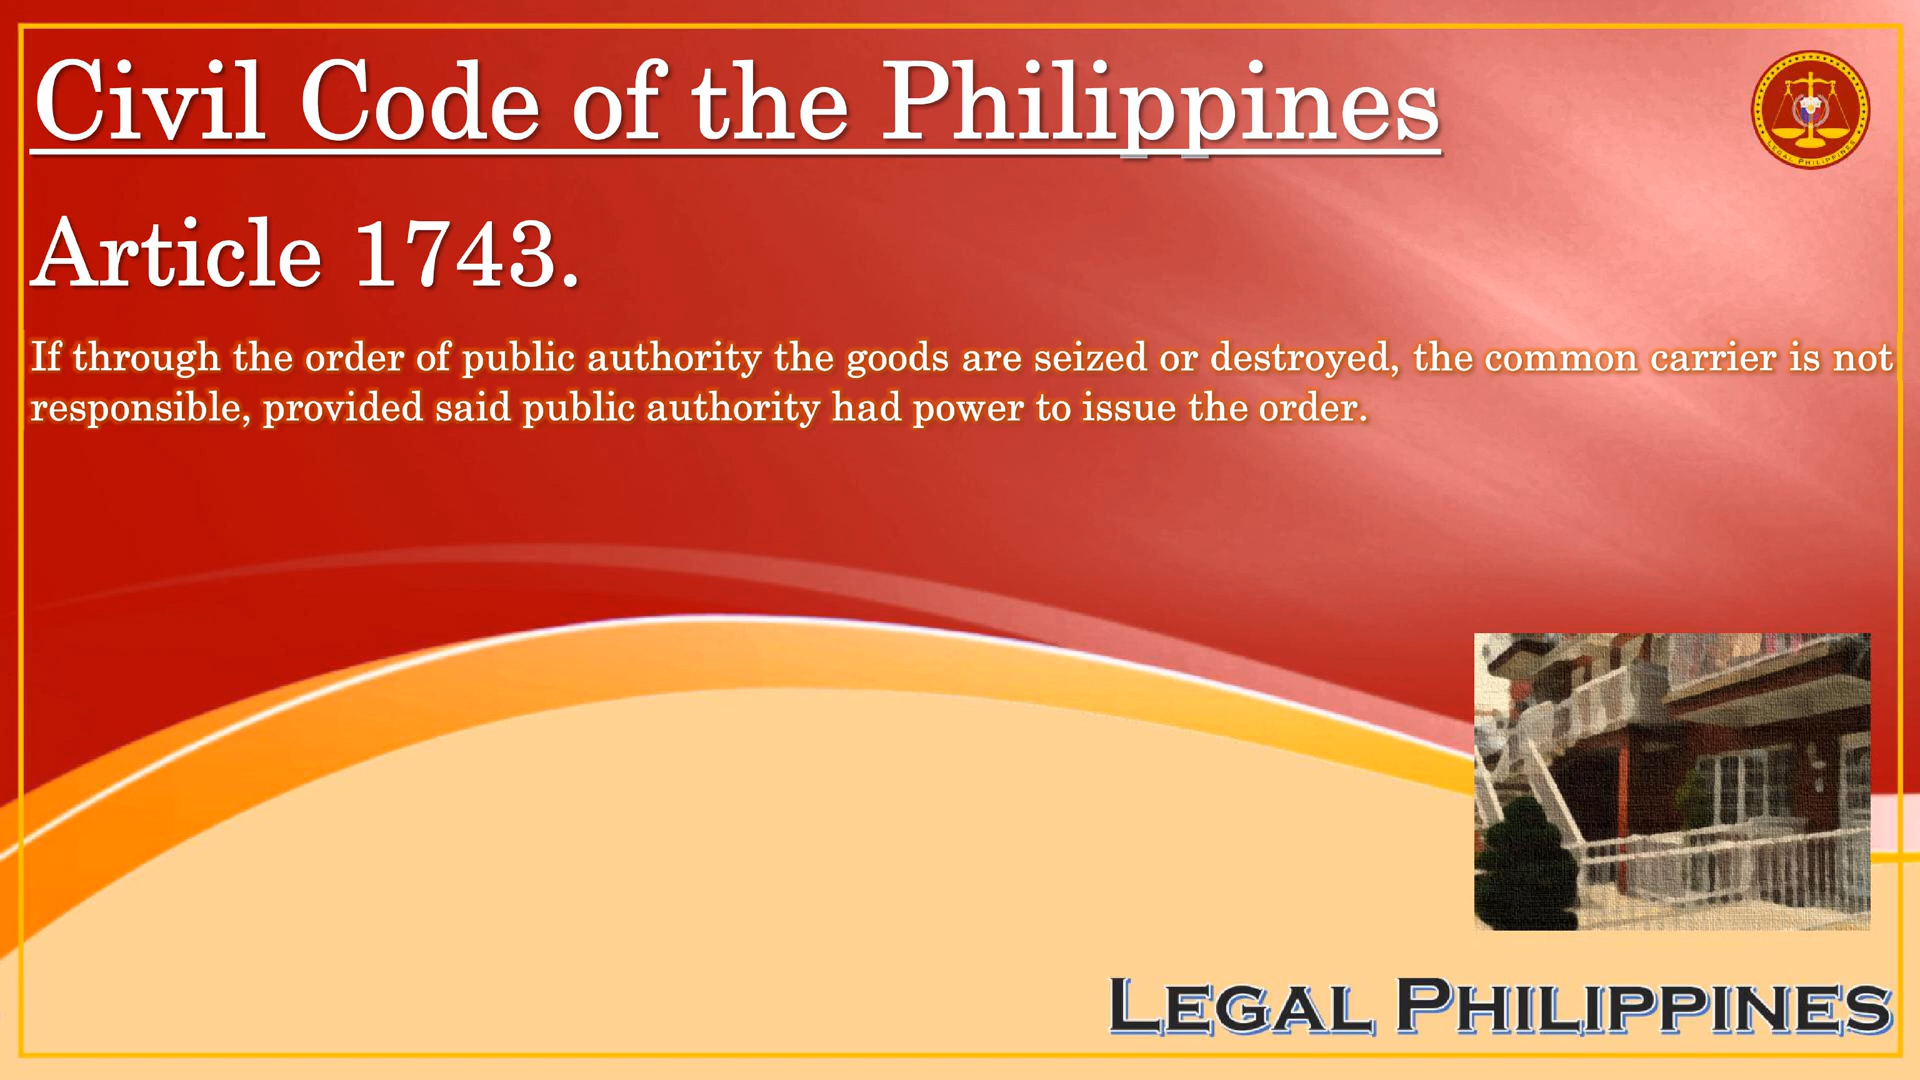 Civil Code of the Philippines
Article 1743.
If through the order of public authority the goods are seized or destroyed, the common carrier is not
responsible, provided said public authority had power to issue the order.
LEGAL PHILIPPINES
LEGAL PHILIPPINES